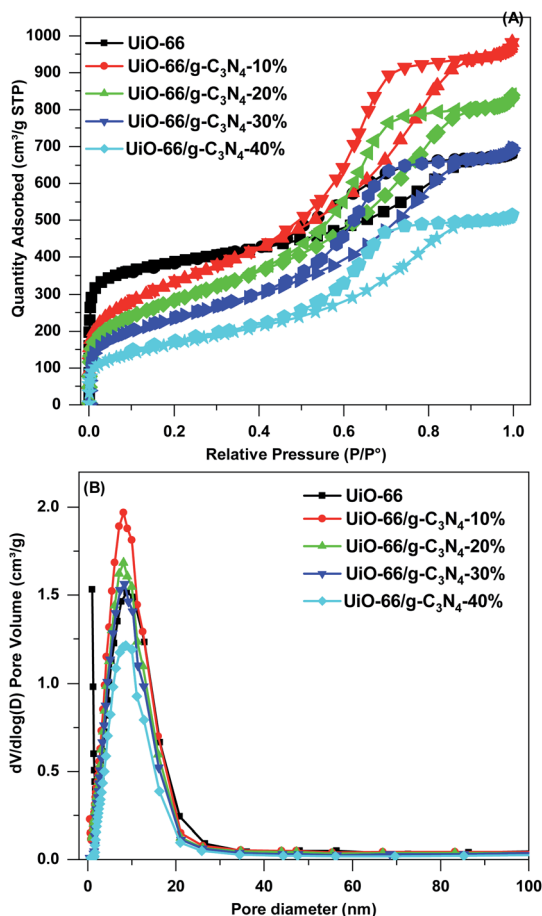 (A)
UiO-66
UiO-66/g-C₃N₄-10%
UiO-66/g-C₃N₄-20%
UiO-66/g-C₃N₄-30%
UiO-66/g-C₃N₄-40%
Quantity Adsorbed (cm³/g STP)
1000
900
800
700
600
500
400
300
200
100
0
0.0 0.2 0.4 0.6 0.8 1.0
Relative Pressure (P/P°)
(B)
UiO-66
UiO-66/g-C₃N₄-10%
UiO-66/g-C₃N₄-20%
UiO-66/g-C₃N₄-30%
UiO-66/g-C₃N₄-40%
dV/dlog(D) Pore Volume (cm³/g)
2.0
1.5
1.0
0.5
0.0
0 20 40 60 80 100
Pore diameter (nm)